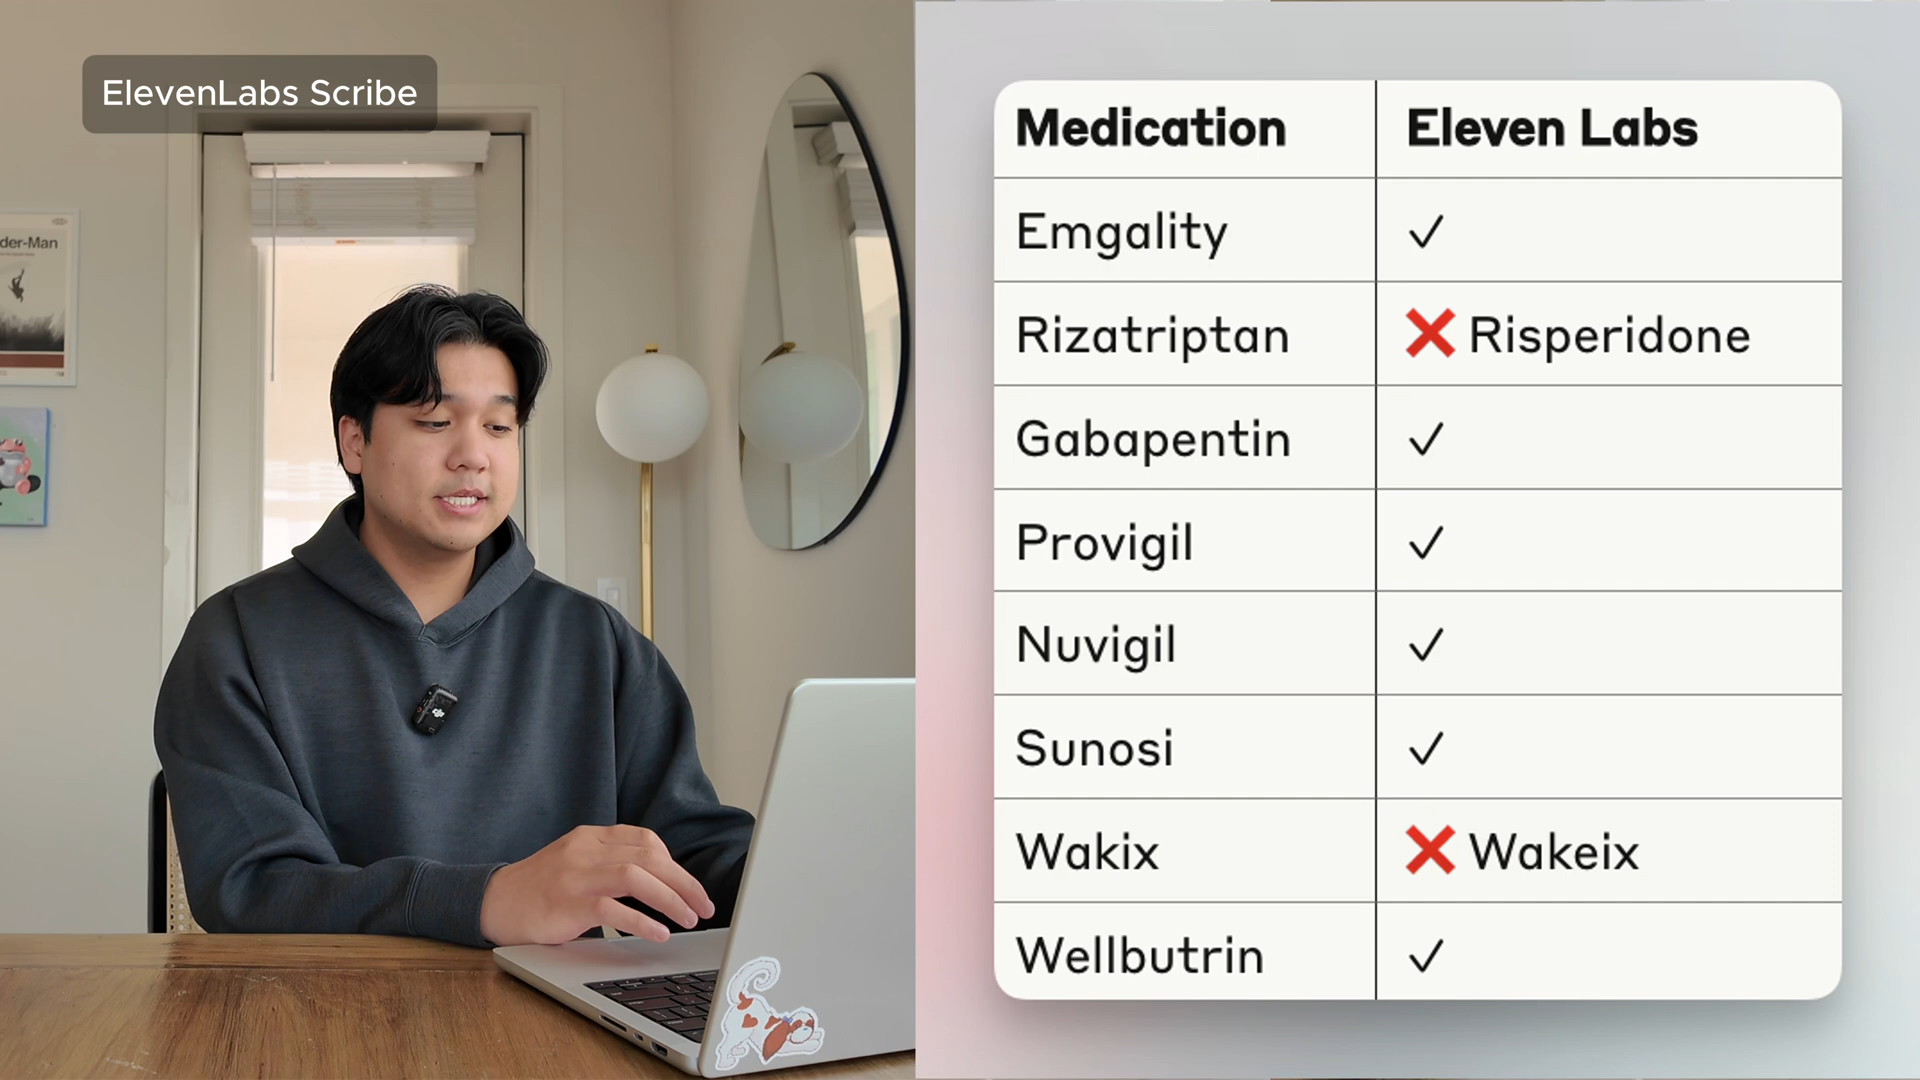 ElevenLabs Scribe
der-Man
Medication Eleven Labs
Emgality ✓
Rizatriptan ❌ Risperidone
Gabapentin ✓
Provigil ✓
Nuvigil ✓
Sunosi ✓
Wakix ❌ Wakeix
Wellbutrin ✓